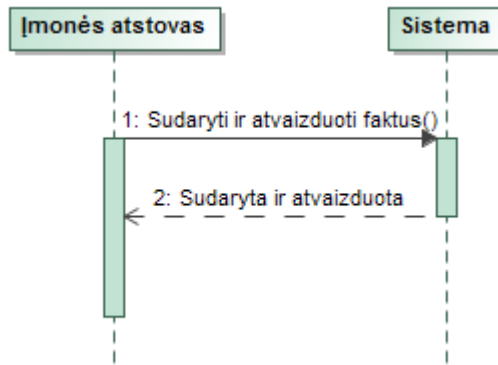 Įmonės atstovas
Sistema
1: Sudaryti ir atvaizduoti faktus()
2: Sudaryta ir atvaizduota